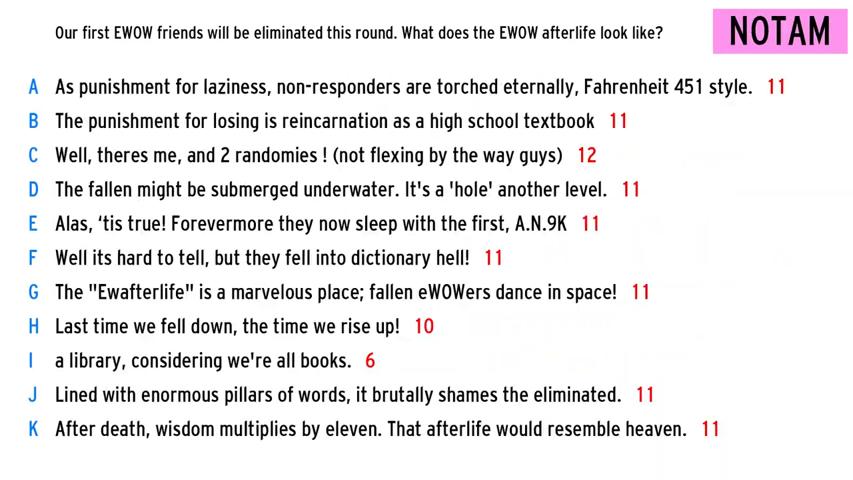 Our first EWOW friends will be eliminated this round. What does the EWOW afterlife look like?
NOTAM
A As punishment for laziness, non-responders are torched eternally, Fahrenheit 451 style. 11
B The punishment for losing is reincarnation as a high school textbook 11
C Well, theres me, and 2 randomies ! (not flexing by the way guys) 12
D The fallen might be submerged underwater. It's a 'hole' another level. 11
E Alas, ‘tis true! Forevermore they now sleep with the first, A.N.9K 11
F Well its hard to tell, but they fell into dictionary hell! 11
G The "Ewafterlife" is a marvelous place; fallen eWOWers dance in space! 11
H Last time we fell down, the time we rise up! 10
I a library, considering we're all books. 6
J Lined with enormous pillars of words, it brutally shames the eliminated. 11
K After death, wisdom multiplies by eleven. That afterlife would resemble heaven. 11